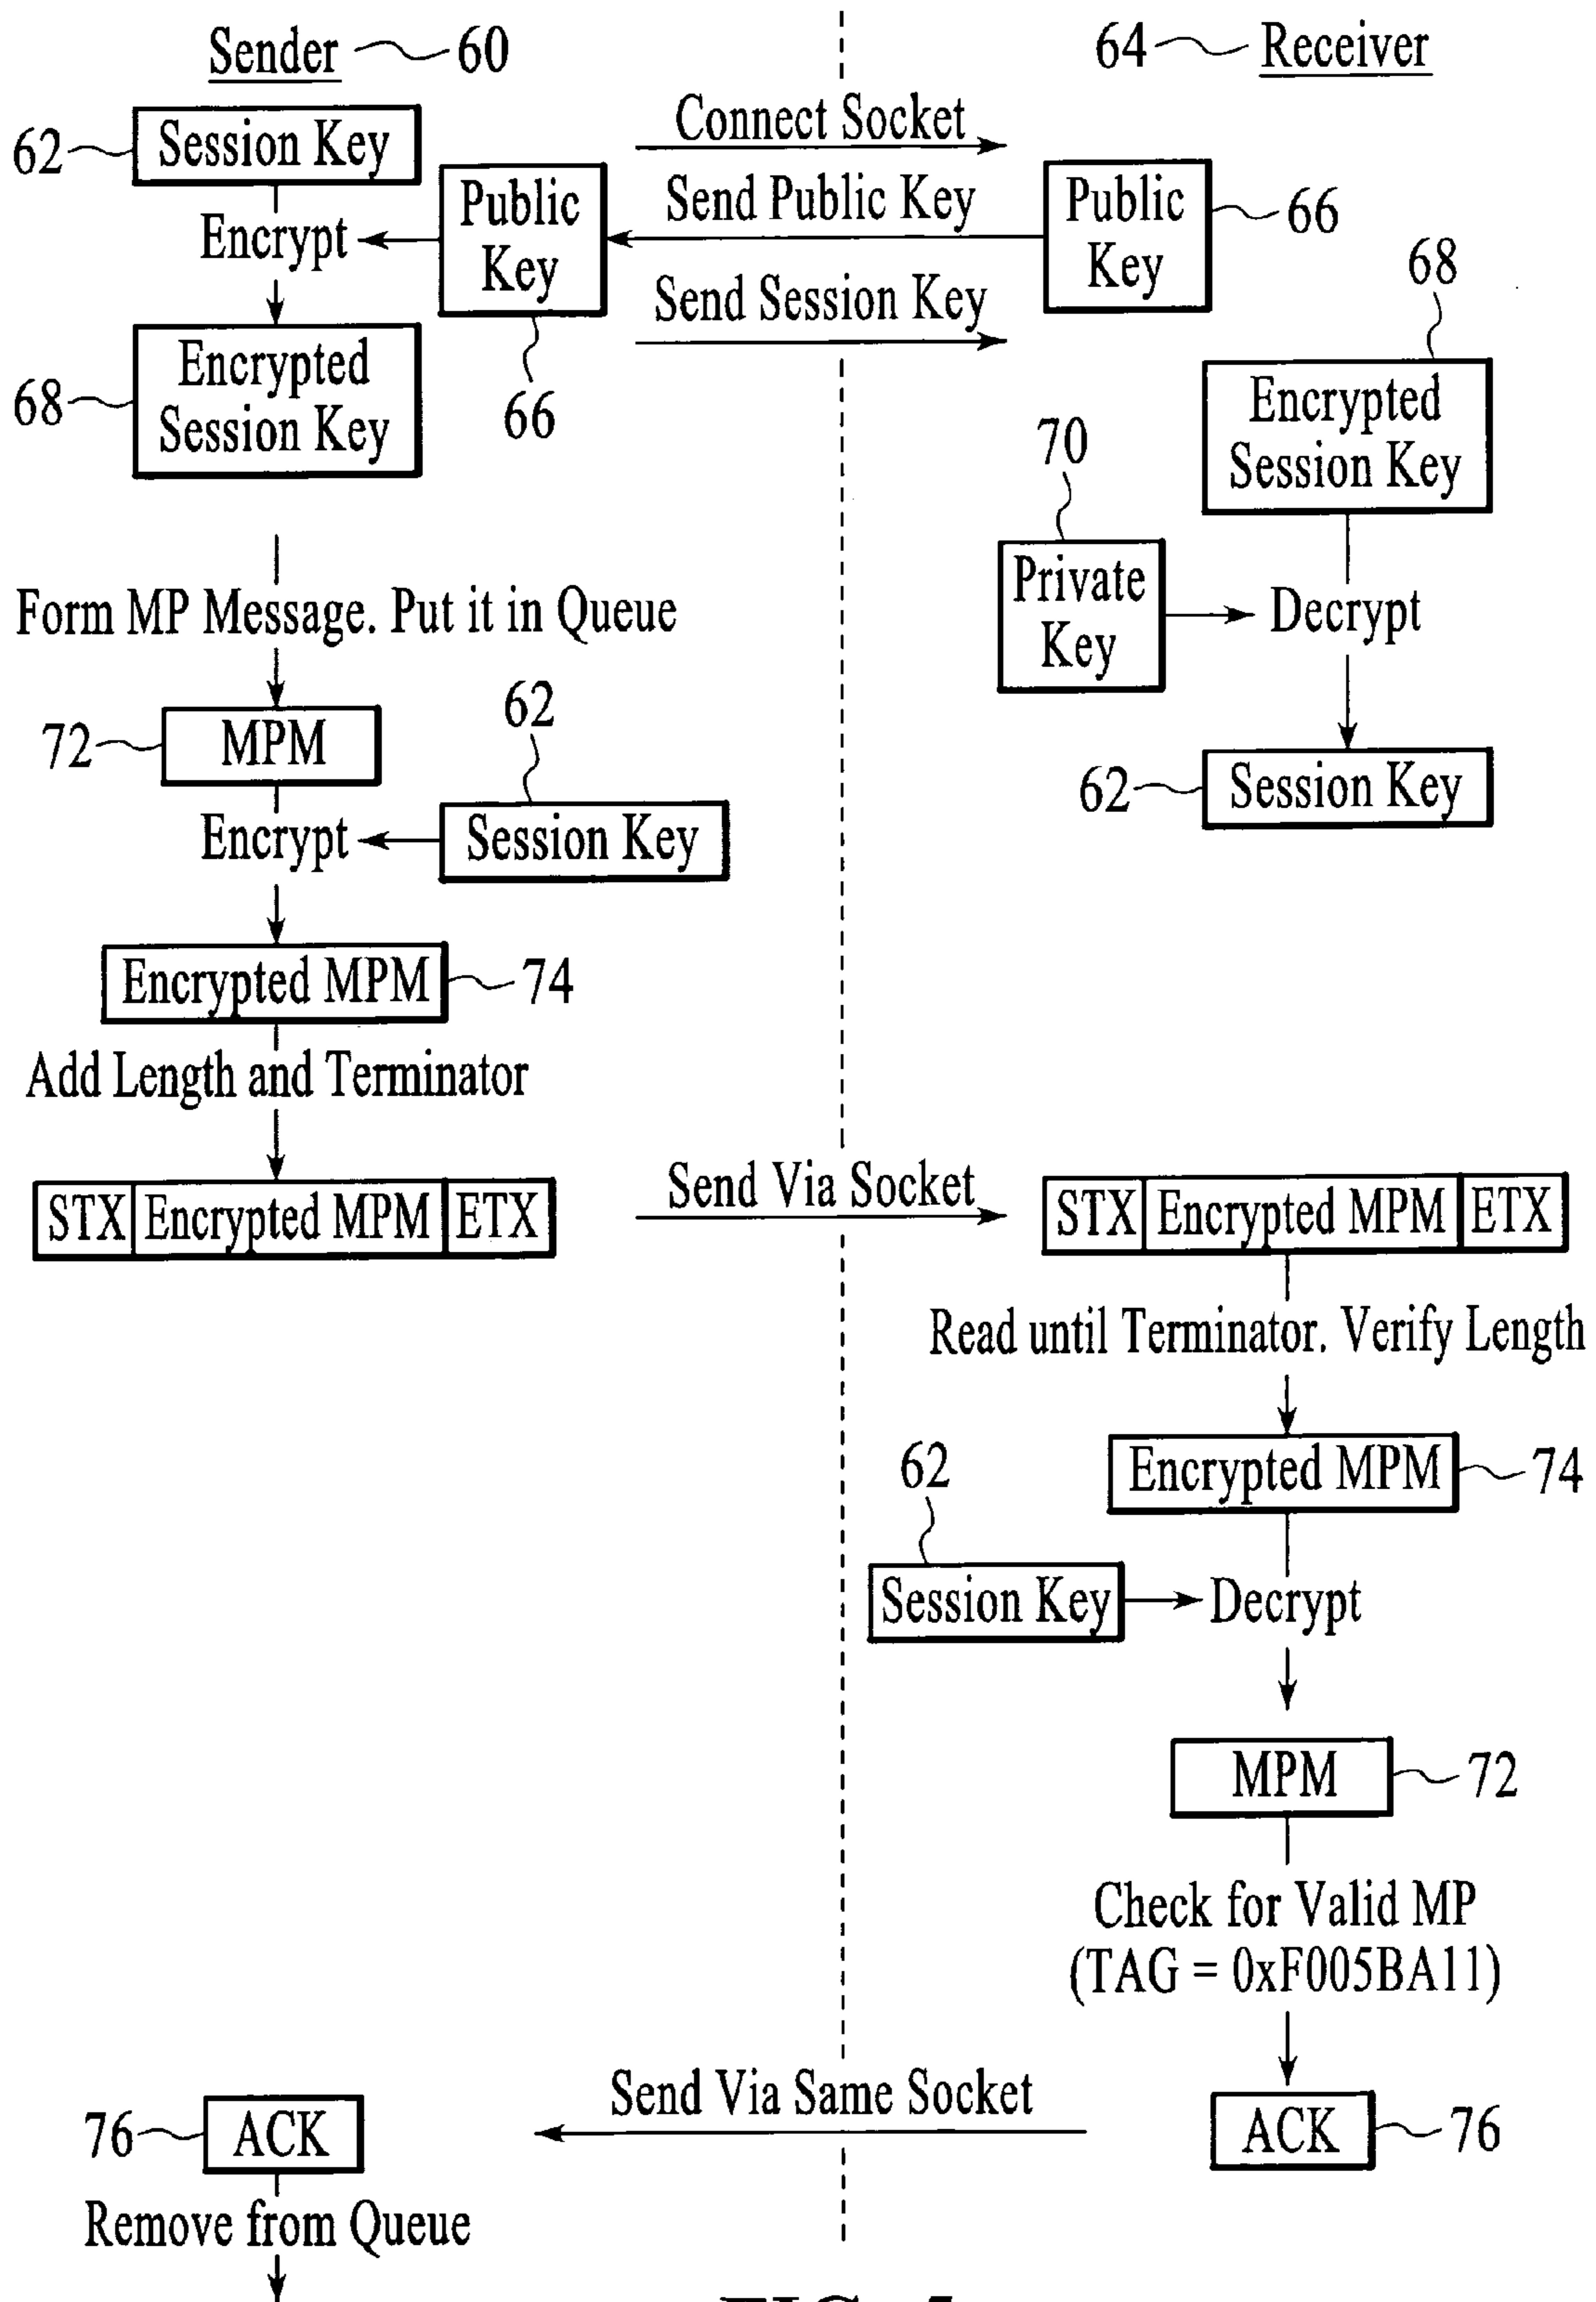 Sender 60
64 Receiver
62 Session Key
Connect Socket
Public
Key
66
Send Public Key
Public
Key
66
Encrypt
Send Session Key
68 Encrypted
Session Key
68
Encrypted
Session Key
70
Private
Key
Decrypt
62 Session Key
Form MP Message. Put it in Queue
72 MPM
62
Encrypt
Session Key
Encrypted MPM 74
Add Length and Terminator
STX Encrypted MPM ETX
Send Via Socket
STX Encrypted MPM ETX
Read until Terminator. Verify Length
Encrypted MPM 74
62
Session Key
Decrypt
MPM 72
Check for Valid MP
(TAG = 0xF005BA11)
ACK 76
Send Via Same Socket
76 ACK
Remove from Queue